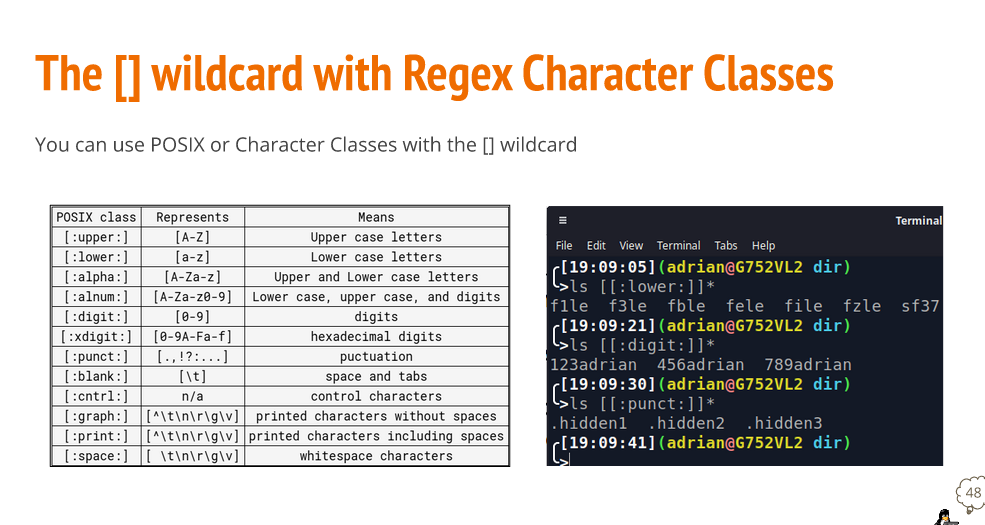 The [] wildcard with Regex Character Classes
You can use POSIX or Character Classes with the [] wildcard
POSIX class Represents Means
[:upper:] [A-Z] Upper case letters
[:lower:] [a-z] Lower case letters
[:alpha:] [A-Za-z] Upper and Lower case letters
[:alnum:] [A-Za-z0-9] Lower case, upper case, and digits
[:digit:] [0-9] digits
[:xdigit:] [0-9A-Fa-f] hexadecimal digits
[:punct:] [.,!?:...] puctuation
[:blank:] [\t] space and tabs
[:cntrl:] n/a control characters
[:graph:] [^\t\n\r\g\v] printed characters without spaces
[:print:] [^\t\n\r\g\v] printed characters including spaces
[:space:] [ \t\n\r\g\v] whitespace characters
Terminal
File Edit View Terminal Tabs Help
[19:09:05](adrian@G752VL2 dir)
>ls [[:lower:]]*
f1le f3le fble fele file fzle sf37
[19:09:21](adrian@G752VL2 dir)
>ls [[:digit:]]*
123adrian 456adrian 789adrian
[19:09:30](adrian@G752VL2 dir)
>ls [[:punct:]]*
.hidden1 .hidden2 .hidden3
[19:09:41](adrian@G752VL2 dir)
>
48